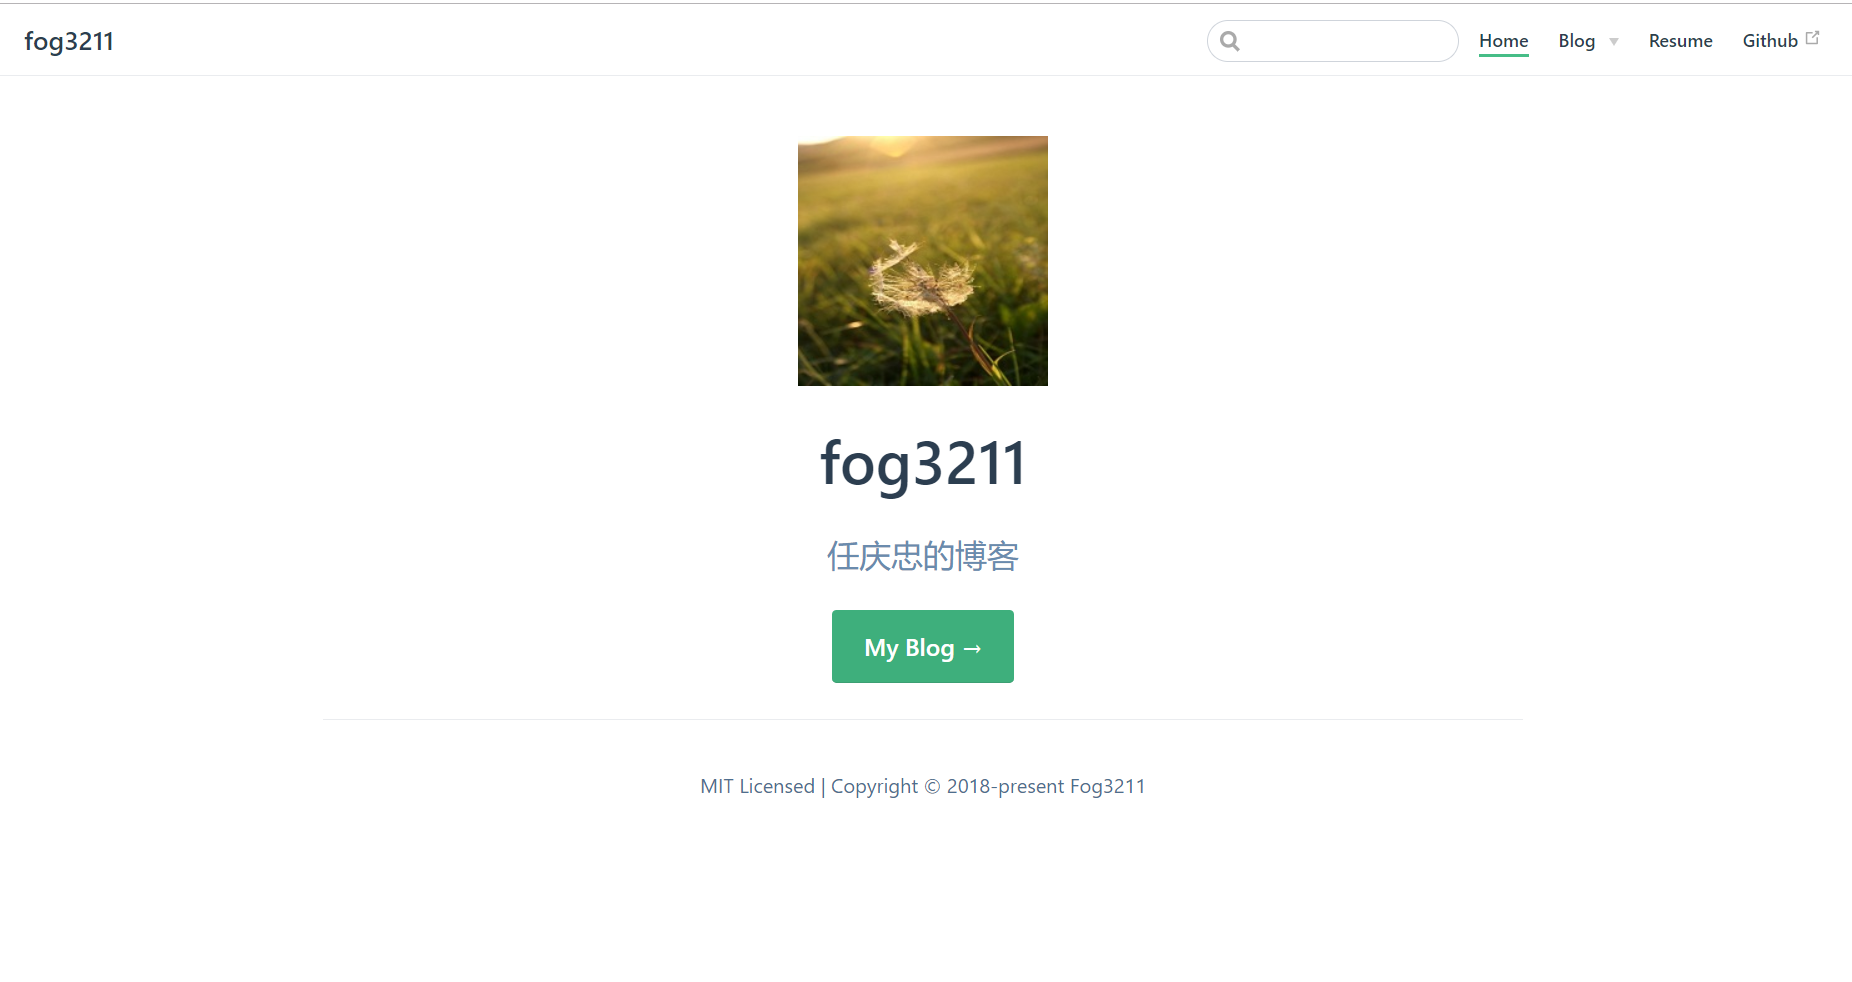 fog3211
Home Blog Resume Github
fog3211
任庆忠的博客
My Blog →
MIT Licensed | Copyright © 2018-present Fog3211